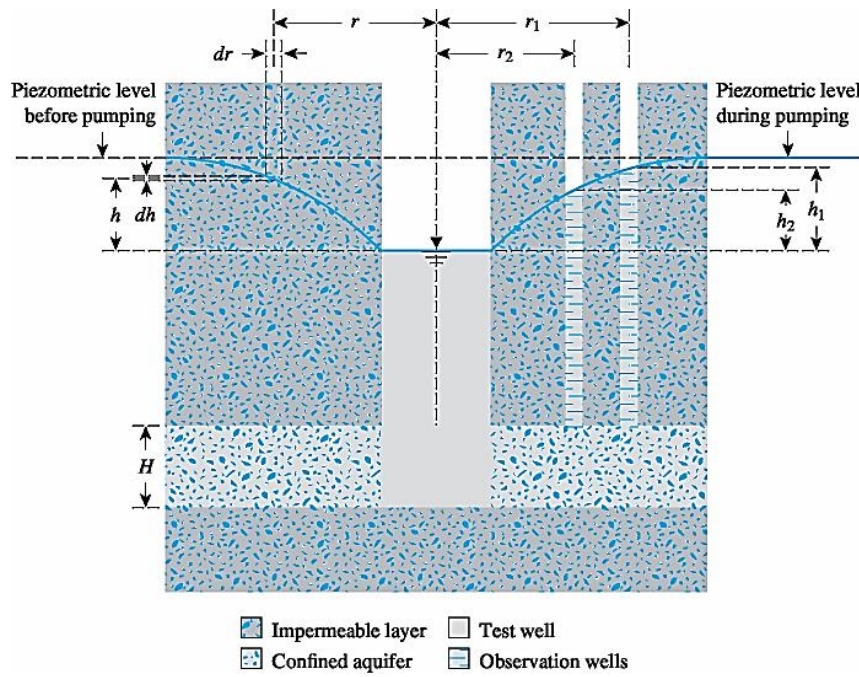 r
r1
dr
r2
Piezometric level
before pumping
Piezometric level
during pumping
h
dh
h2
h1
H
Impermeable layer
Test well
Confined aquifer
Observation wells